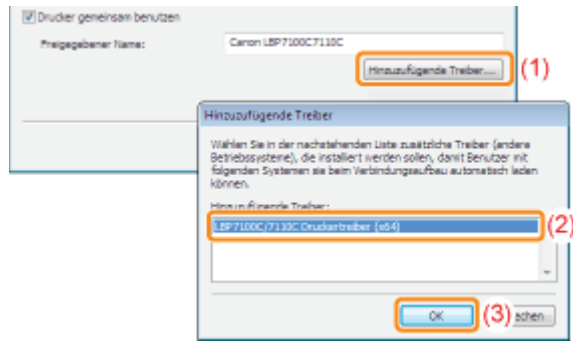 Drucker gemeinsam benutzen
Freigegebener Name:
Canon LBP7100C7110C
Hinzuzufügende Treiber....
(1)
Hinzuzufügende Treiber
Wählen Sie in der nachstehenden Liste zusätzliche Treiber (andere
Betriebssysteme), die installiert werden sollen, damit Benutzer mit
folgenden Systemen sie beim Verbindungsaufbau automatisch laden
können.
Hinzuzufügende Treiber:
LBP7100C/7110C Druckertreiber (x64)
(2)
OK
(3)